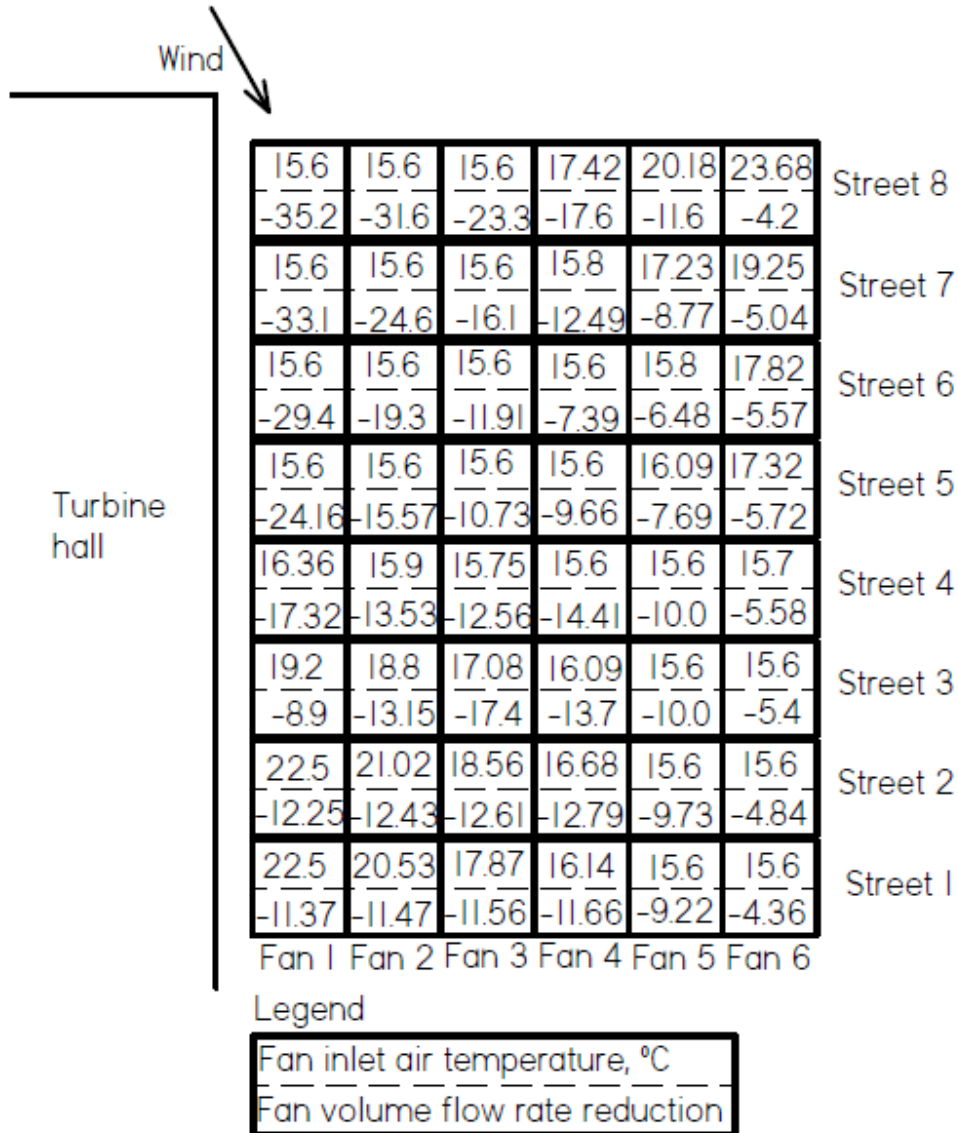 Wind
15.6 15.6 15.6 17.42 20.18 23.68
Street 8
-35.2 -31.6 -23.3 -17.6 -11.6 -4.2
15.6 15.6 15.6 15.8 17.23 19.25
Street 7
-33.1 -24.6 -16.1 -12.49 -8.77 -5.04
15.6 15.6 15.6 15.6 15.8 17.82
Street 6
-29.4 -19.3 -11.91 -7.39 -6.48 -5.57
15.6 15.6 15.6 15.6 16.09 17.32
Street 5
-24.16 -15.57 -10.73 -9.66 -7.69 -5.72
Turbine
hall
16.36 15.9 15.75 15.6 15.6 15.7
Street 4
-17.32 -13.53 -12.56 -14.41 -10.0 -5.58
19.2 18.8 17.08 16.09 15.6 15.6
Street 3
-8.9 -13.15 -17.4 -13.7 -10.0 -5.4
22.5 21.02 18.56 16.68 15.6 15.6
Street 2
-12.25 -12.43 -12.61 -12.79 -9.73 -4.84
22.5 20.53 17.87 16.14 15.6 15.6
Street 1
-11.37 -11.47 -11.56 -11.66 -9.22 -4.36
Fan 1 Fan 2 Fan 3 Fan 4 Fan 5 Fan 6
Legend
Fan inlet air temperature, °C
Fan volume flow rate reduction